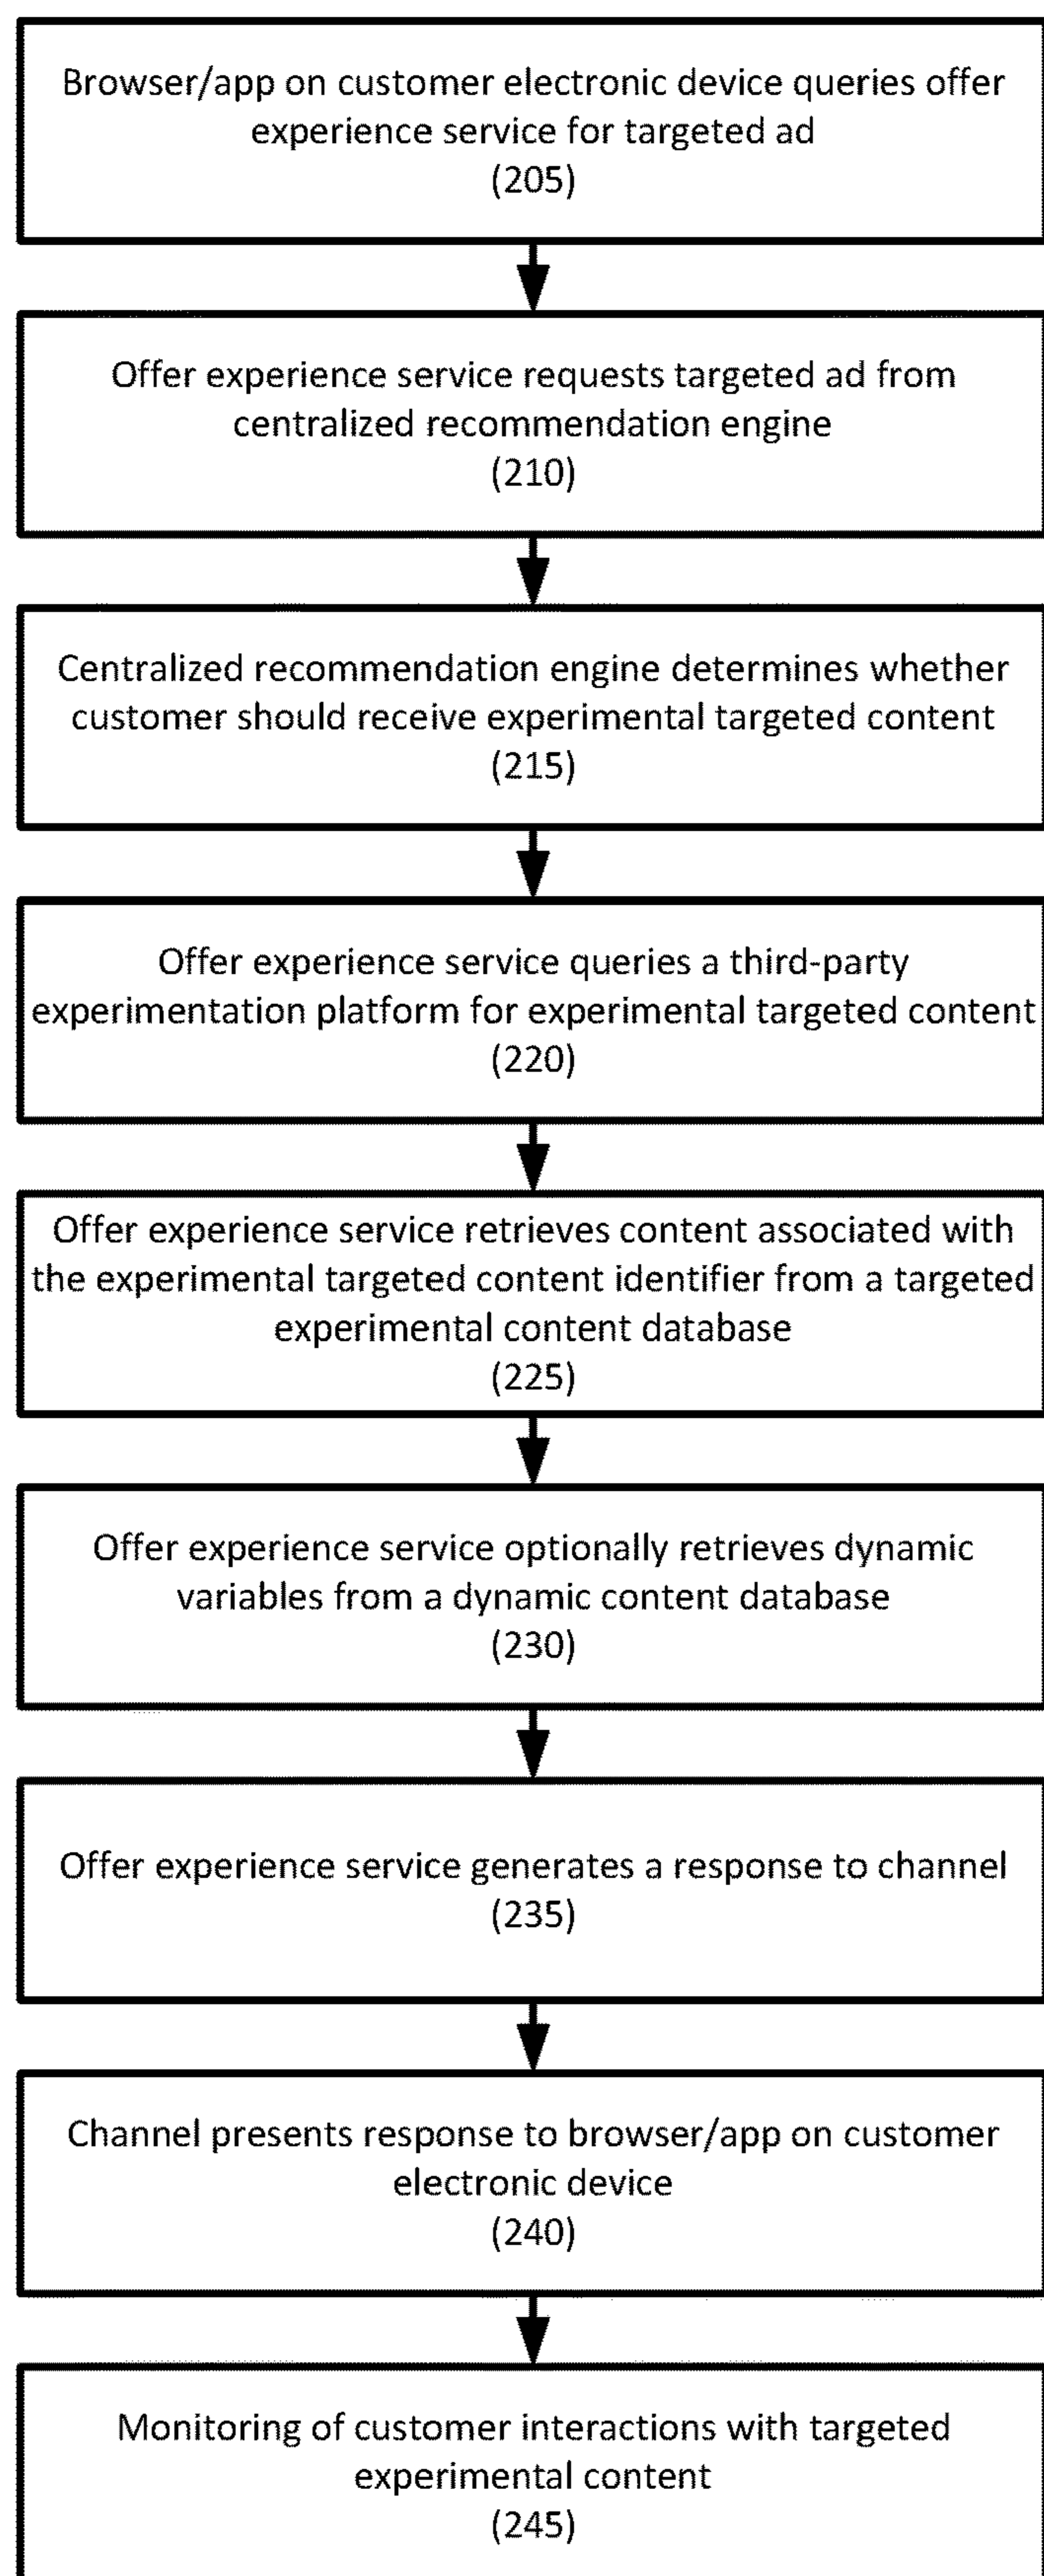 Browser/app on customer electronic device queries offer
experience service for targeted ad
(205)
Offer experience service requests targeted ad from
centralized recommendation engine
(210)
Centralized recommendation engine determines whether
customer should receive experimental targeted content
(215)
Offer experience service queries a third-party
experimentation platform for experimental targeted content
(220)
Offer experience service retrieves content associated with
the experimental targeted content identifier from a targeted
experimental content database
(225)
Offer experience service optionally retrieves dynamic
variables from a dynamic content database
(230)
Offer experience service generates a response to channel
(235)
Channel presents response to browser/app on customer
electronic device
(240)
Monitoring of customer interactions with targeted
experimental content
(245)